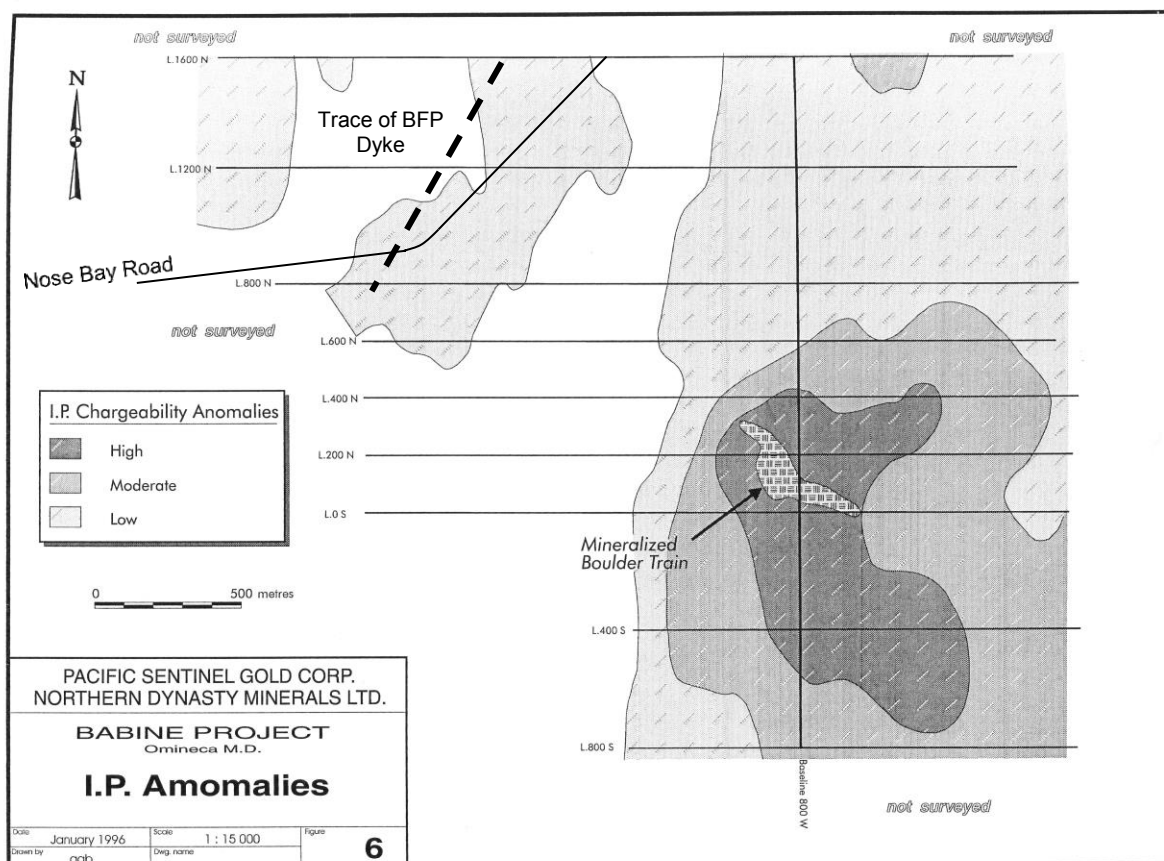 not surveyed
not surveyed
L.1600 N
N
Trace of BFP
Dyke
L.1200 N
Nose Bay Road
L.800 N
not surveyed
L.600 N
I.P. Chargeability Anomalies
High
Moderate
Low
L.400 N
L.200 N
L.0 S
Mineralized
Boulder Train
0 500 metres
L.400 S
PACIFIC SENTINEL GOLD CORP.
NORTHERN DYNASTY MINERALS LTD.
BABINE PROJECT
Omineca M.D.
I.P. Amomalies
L.800 S
Baseline 800 W
not surveyed
Date January 1996
Scale 1 : 15 000
Figure 6
Drawn by
Dwg. name